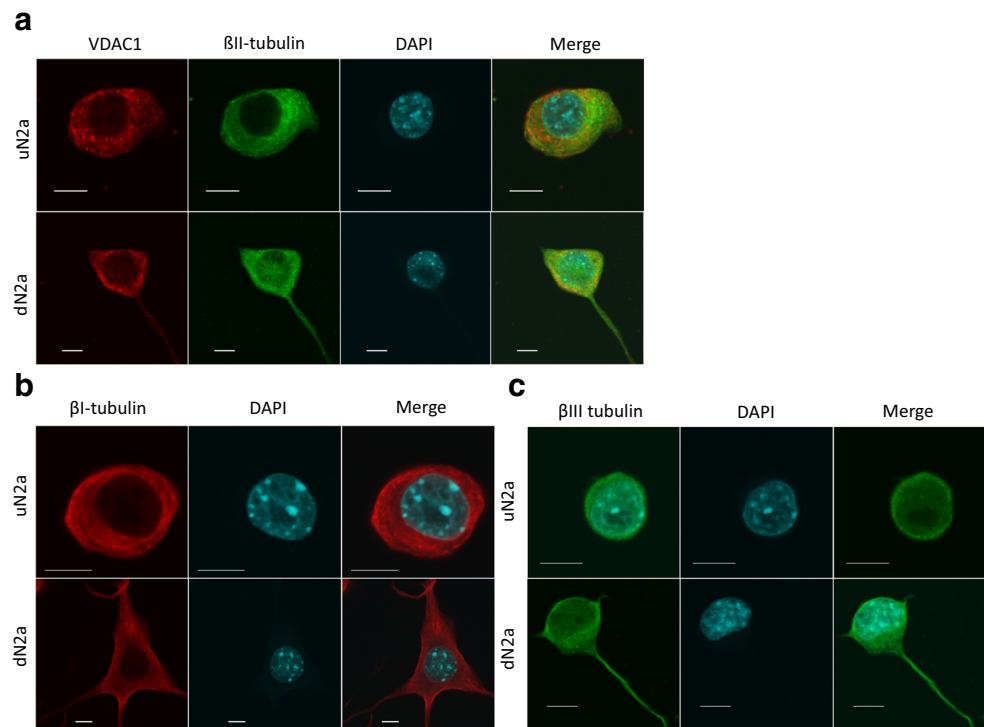 a
VDAC1 ßII-tubulin DAPI Merge
uN2a
dN2a
b
βI-tubulin DAPI Merge
uN2a
dN2a
c
βIII tubulin DAPI Merge
uN2a
dN2a